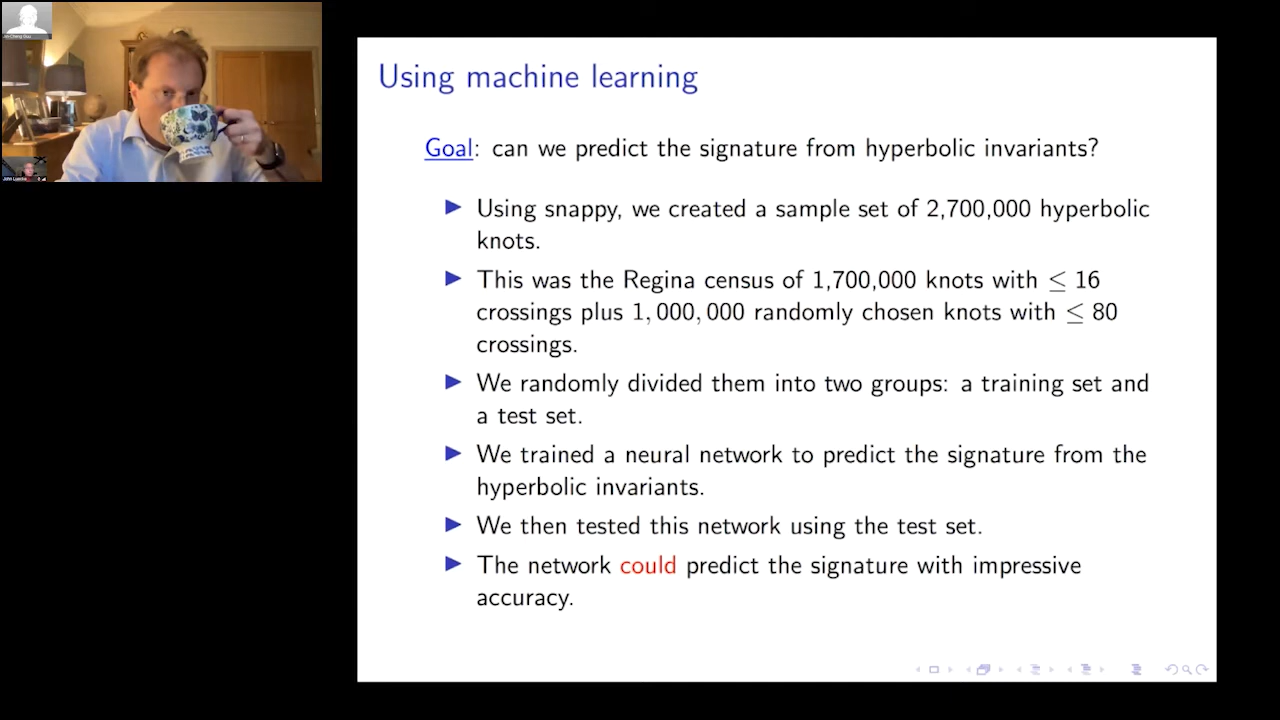 Using machine learning
Goal: can we predict the signature from hyperbolic invariants?
Using snappy, we created a sample set of 2,700,000 hyperbolic
knots.
This was the Regina census of 1,700,000 knots with ≤ 16
crossings plus 1, 000, 000 randomly chosen knots with ≤ 80
crossings.
We randomly divided them into two groups: a training set and
a test set.
We trained a neural network to predict the signature from the
hyperbolic invariants.
We then tested this network using the test set.
The network could predict the signature with impressive
accuracy.